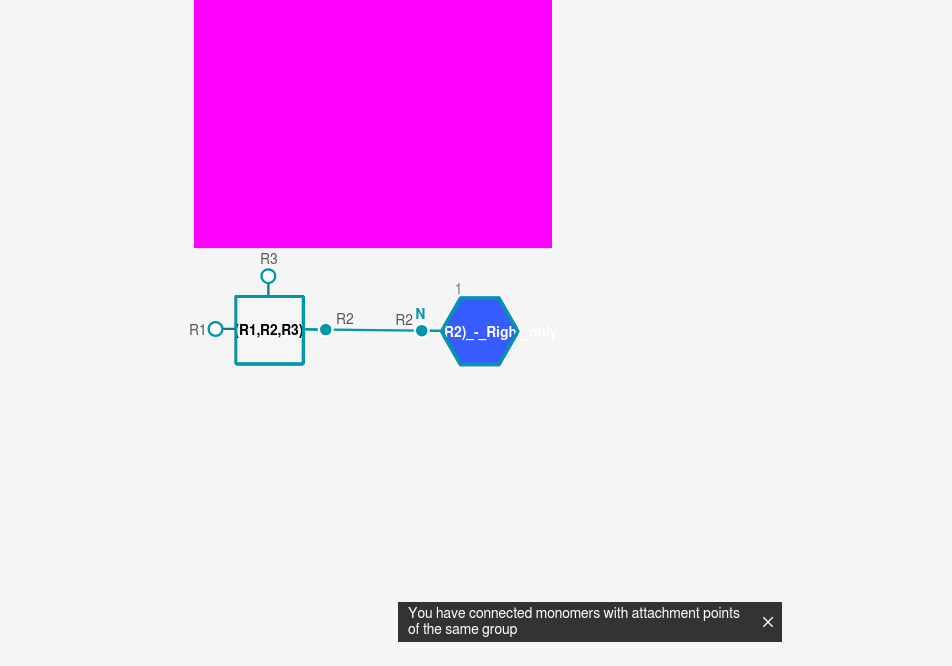 R3
1
N
R2
R2
R1
(R1,R2,R3)
R2)_-_Righ_only
You have connected monomers with attachment points
of the same group